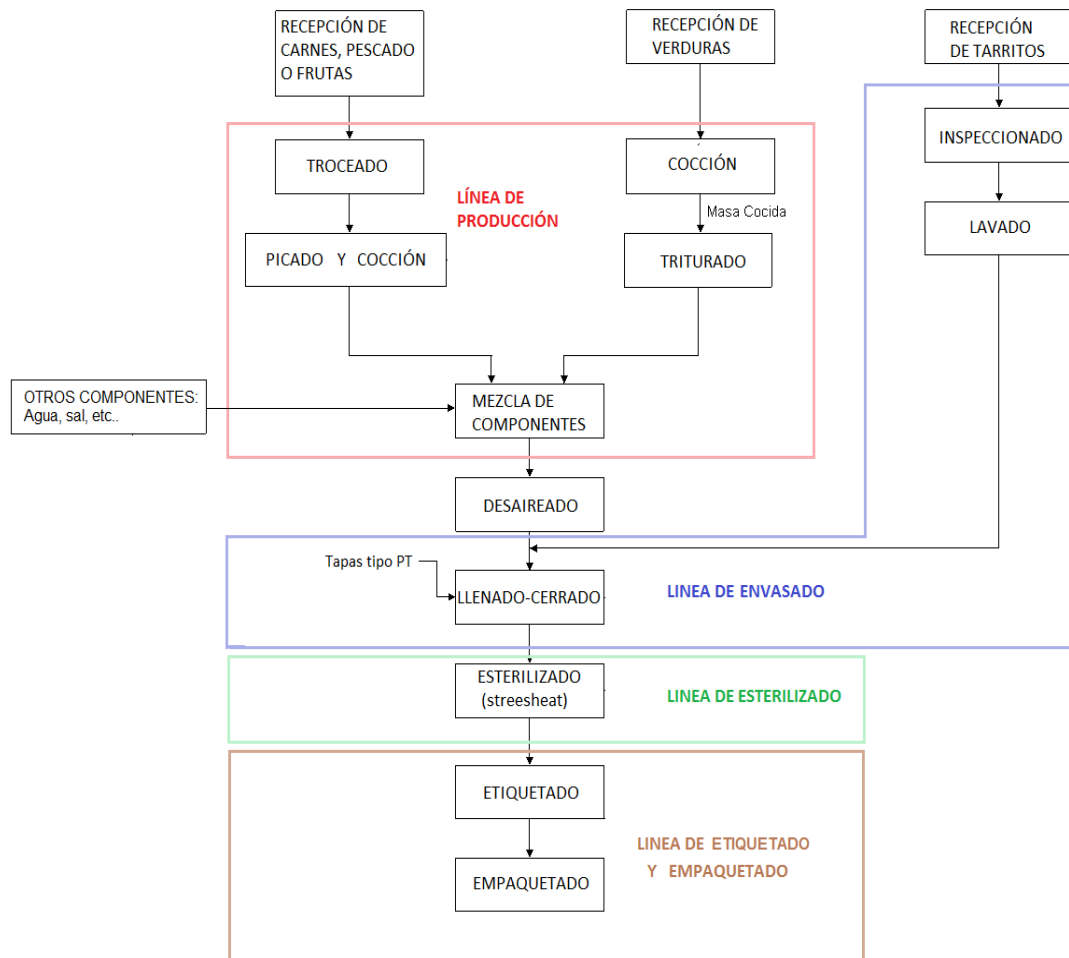 RECEPCIÓN DE
CARNES, PESCADO
O FRUTAS
RECEPCIÓN DE
VERDURAS
RECEPCIÓN
DE TARRITOS
TROCEADO
COCCIÓN
INSPECCIONADO
LÍNEA DE
PRODUCCIÓN
Masa Cocida
LAVADO
PICADO Y COCCIÓN
TRITURADO
OTROS COMPONENTES:
Agua, sal, etc..
MEZCLA DE
COMPONENTES
DESAIREADO
Tapas tipo PT
LLENADO-CERRADO
LINEA DE ENVASADO
ESTERILIZADO
(streesheat)
LINEA DE ESTERILIZADO
ETIQUETADO
LINEA DE ETIQUETADO
Y EMPAQUETADO
EMPAQUETADO